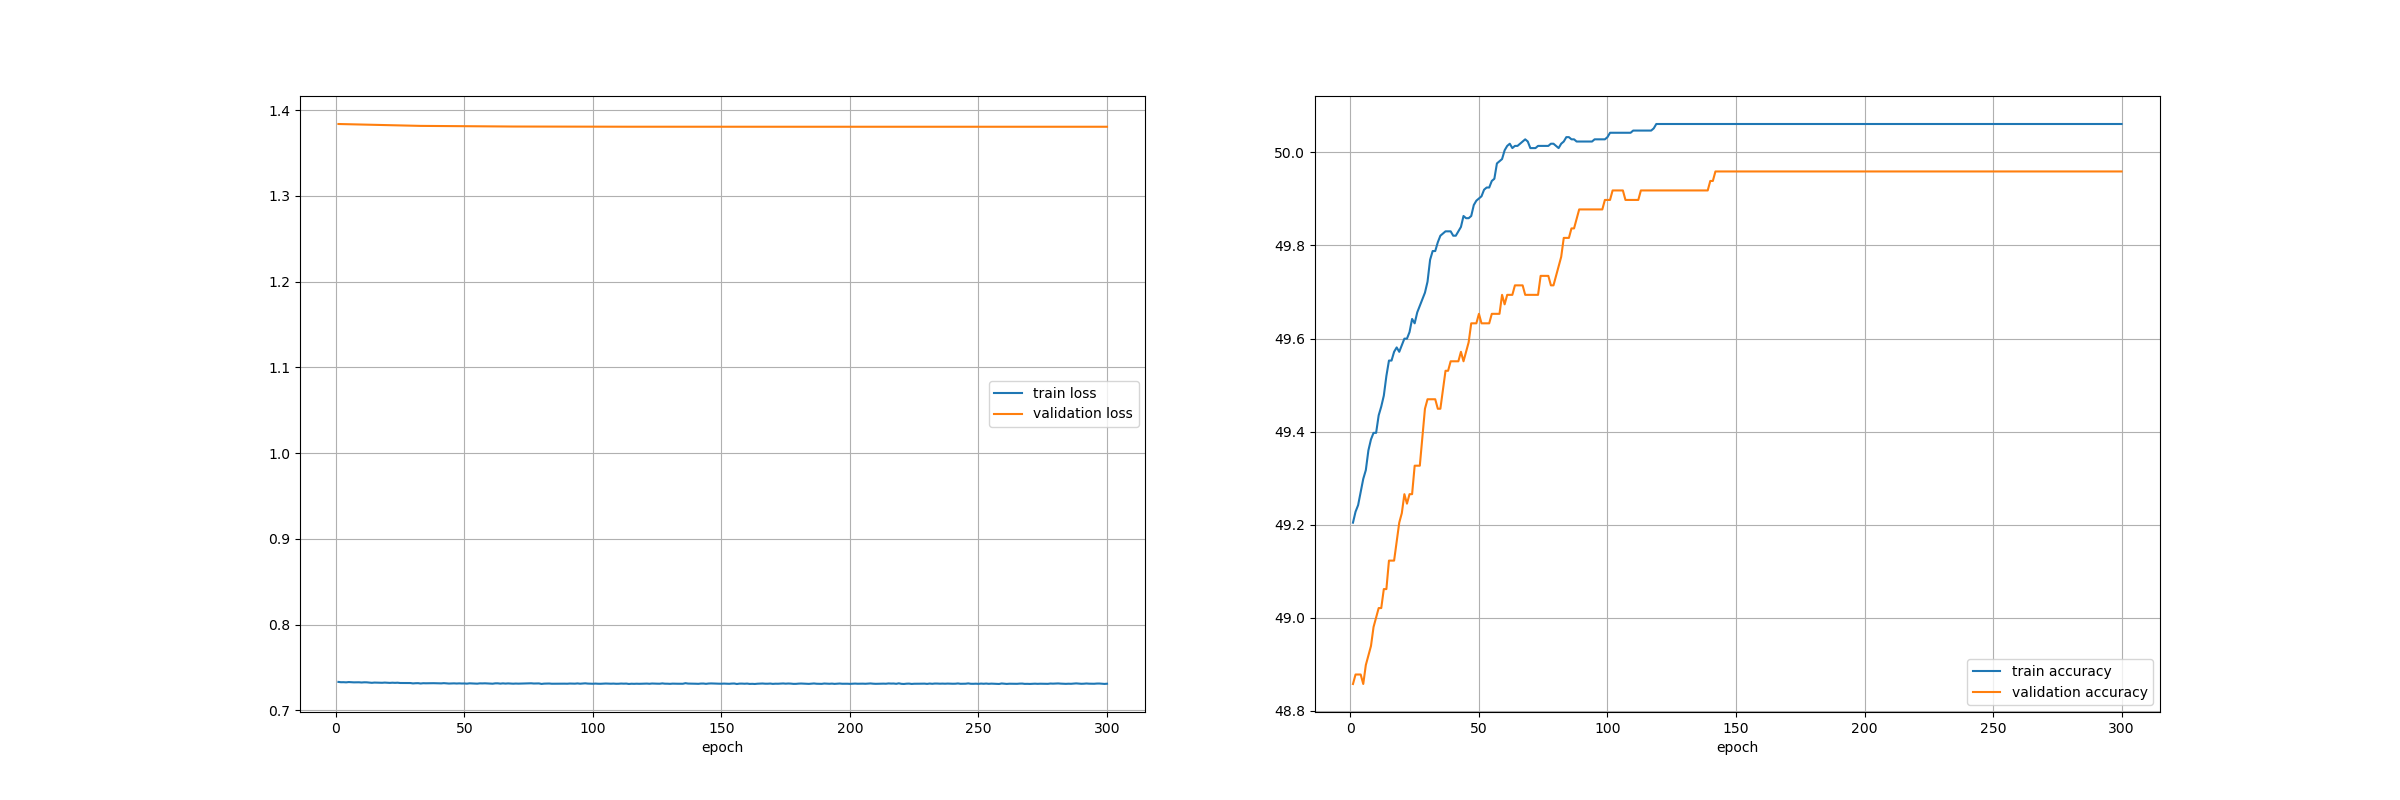 1.4
1.3
1.2
1.1
1.0
0.9
0.8
0.7
0 50 100 150 200 250 300
epoch
train loss
validation loss
50.0
49.8
49.6
49.4
49.2
49.0
48.8
0 50 100 150 200 250 300
epoch
train accuracy
validation accuracy